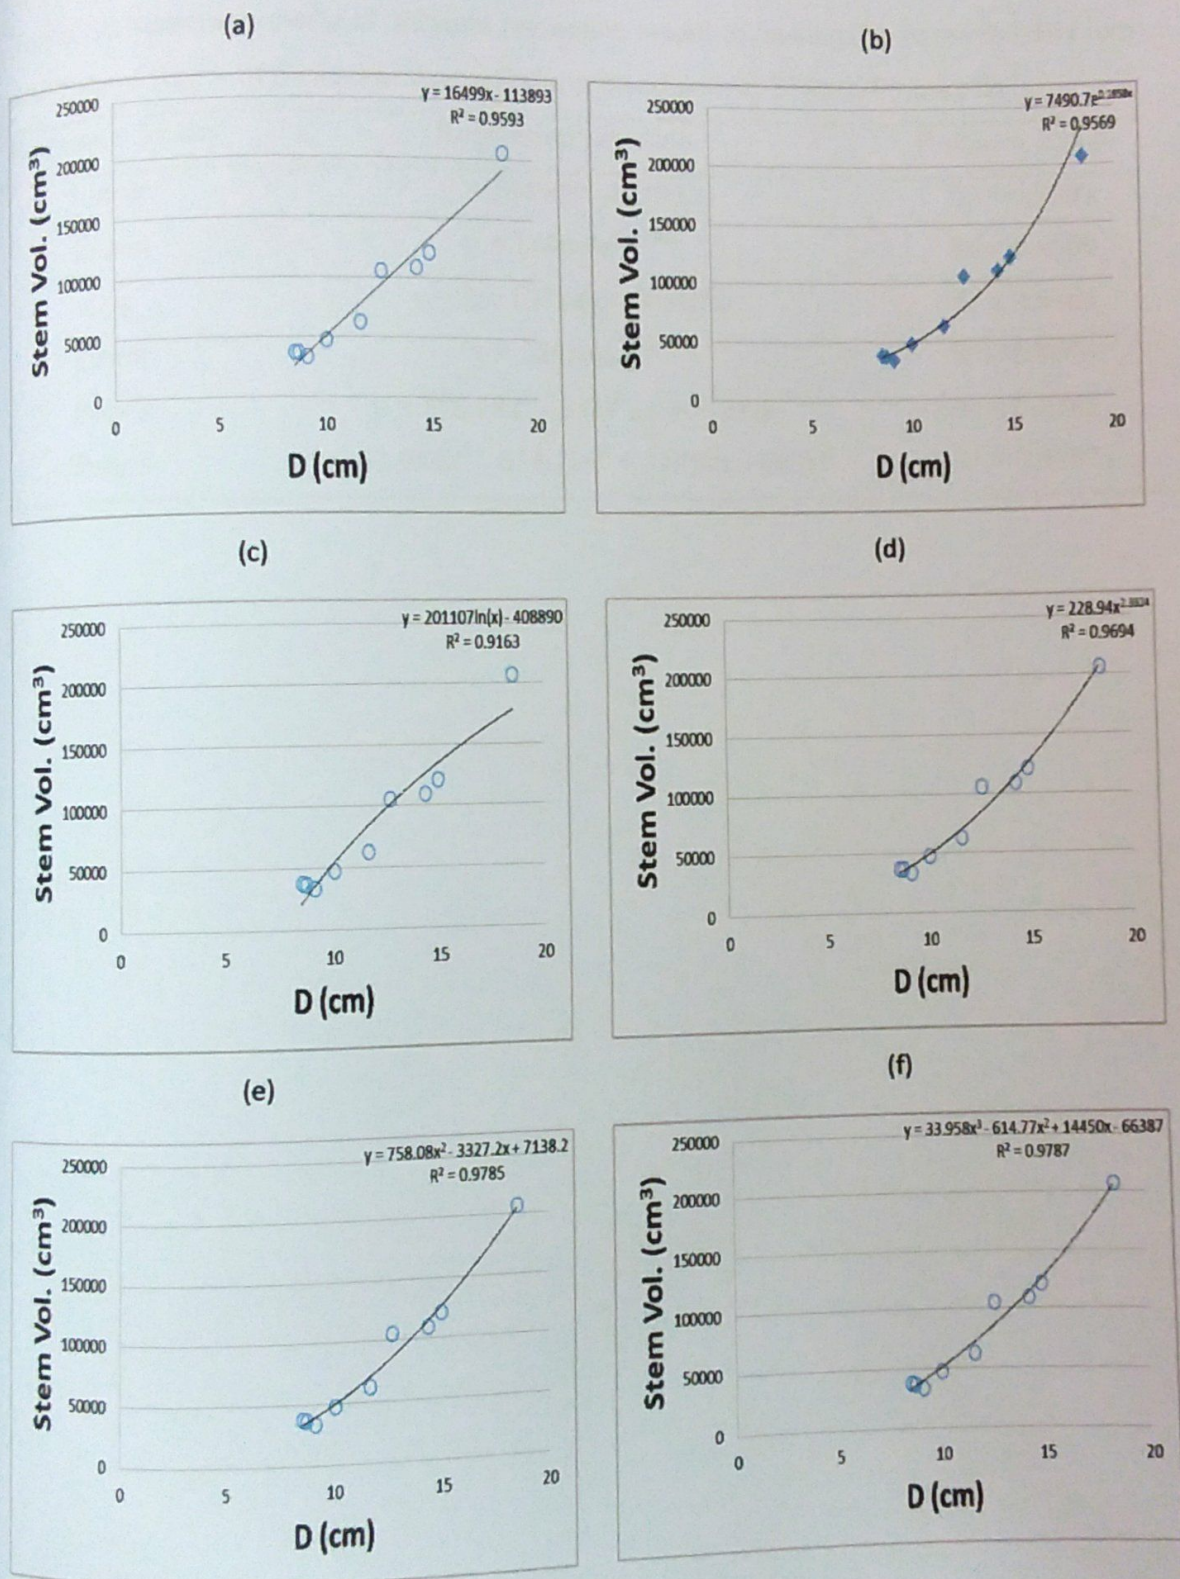 (a)
(b)
y = 16499x - 113893
R² = 0.9593
Stem Vol. (cm³)
250000
200000
150000
100000
50000
0
0 5 10 15 20
D (cm)
y = 7490.7e
R² = 0.9569
Stem Vol. (cm³)
250000
200000
150000
100000
50000
0
0 5 10 15 20
D (cm)
(c)
(d)
y = 201107ln(x) - 408890
R² = 0.9163
Stem Vol. (cm³)
250000
200000
150000
100000
50000
0
0 5 10 15 20
D (cm)
y = 228.94x
R² = 0.9694
Stem Vol. (cm³)
250000
200000
150000
100000
50000
0
0 5 10 15 20
D (cm)
(e)
(f)
y = 758.08x² - 3327.2x + 7138.2
R² = 0.9785
Stem Vol. (cm³)
250000
200000
150000
100000
50000
0
0 5 10 15 20
D (cm)
y = 33.958x³ - 614.77x² + 14450x - 66387
R² = 0.9787
Stem Vol. (cm³)
250000
200000
150000
100000
50000
0
0 5 10 15 20
D (cm)